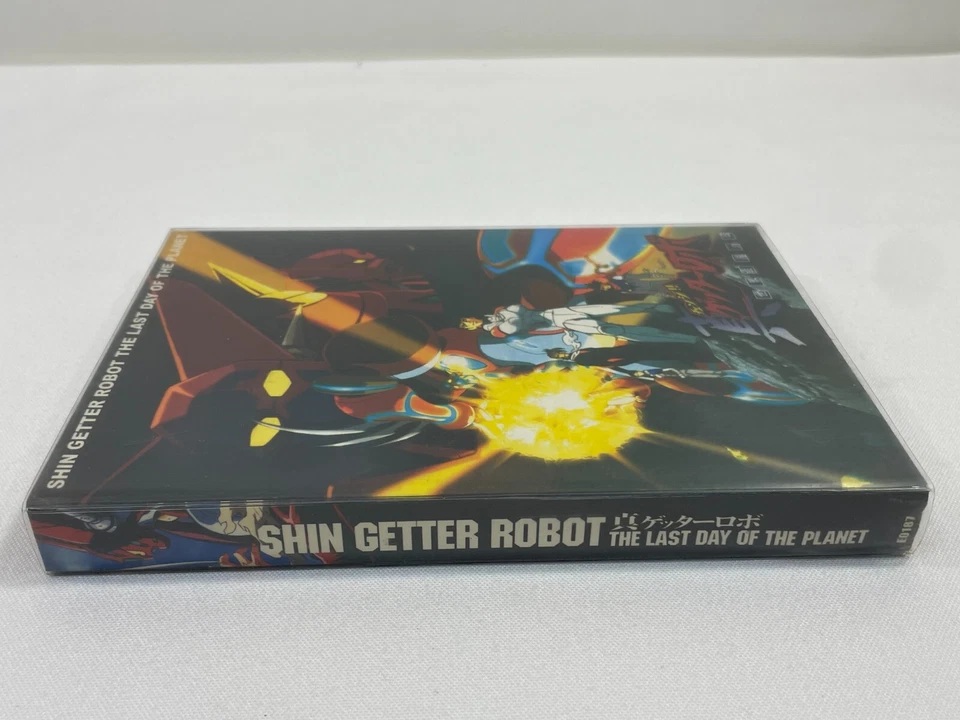 SHIN GETTER ROBOT THE LAST DAY OF THE PLANET
SHIN GETTER ROBOT
真ゲッターロボ
THE LAST DAY OF THE PLANET
E0187